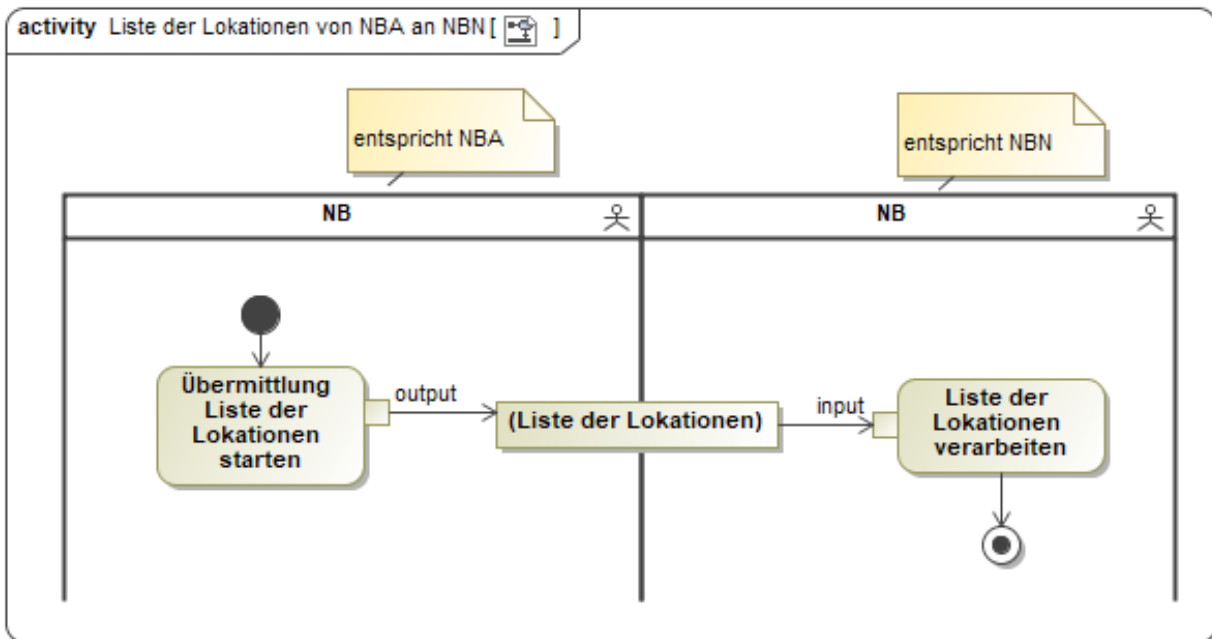 activity Liste der Lokationen von NBA an NBN [ ]
entspricht NBA
entspricht NBN
NB
NB
Übermittlung
Liste der
Lokationen
starten
output
(Liste der Lokationen)
input
Liste der
Lokationen
verarbeiten